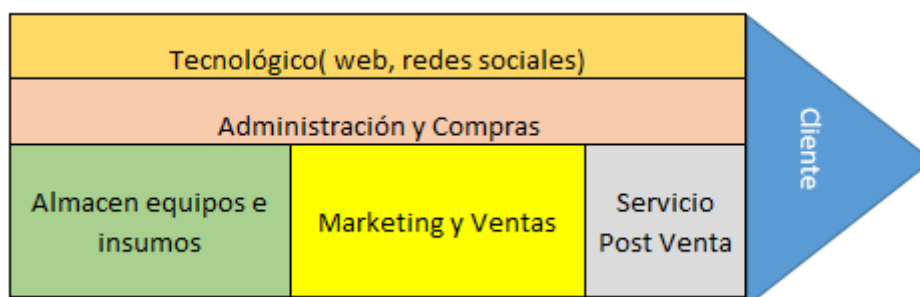 Tecnológico( web, redes sociales)
Administración y Compras
Almacen equipos e
insumos
Marketing y Ventas
Servicio
Post Venta
Cliente